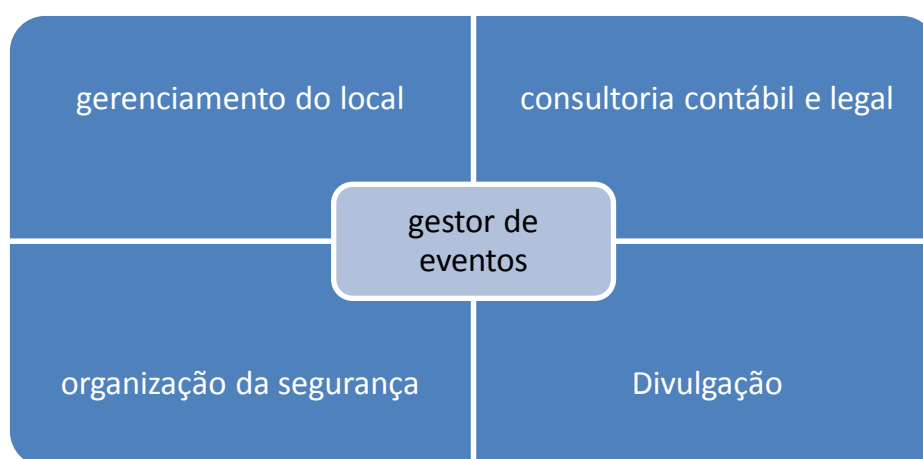 gerenciamento do local
consultoria contábil e legal
gestor de
eventos
organização da segurança
Divulgação